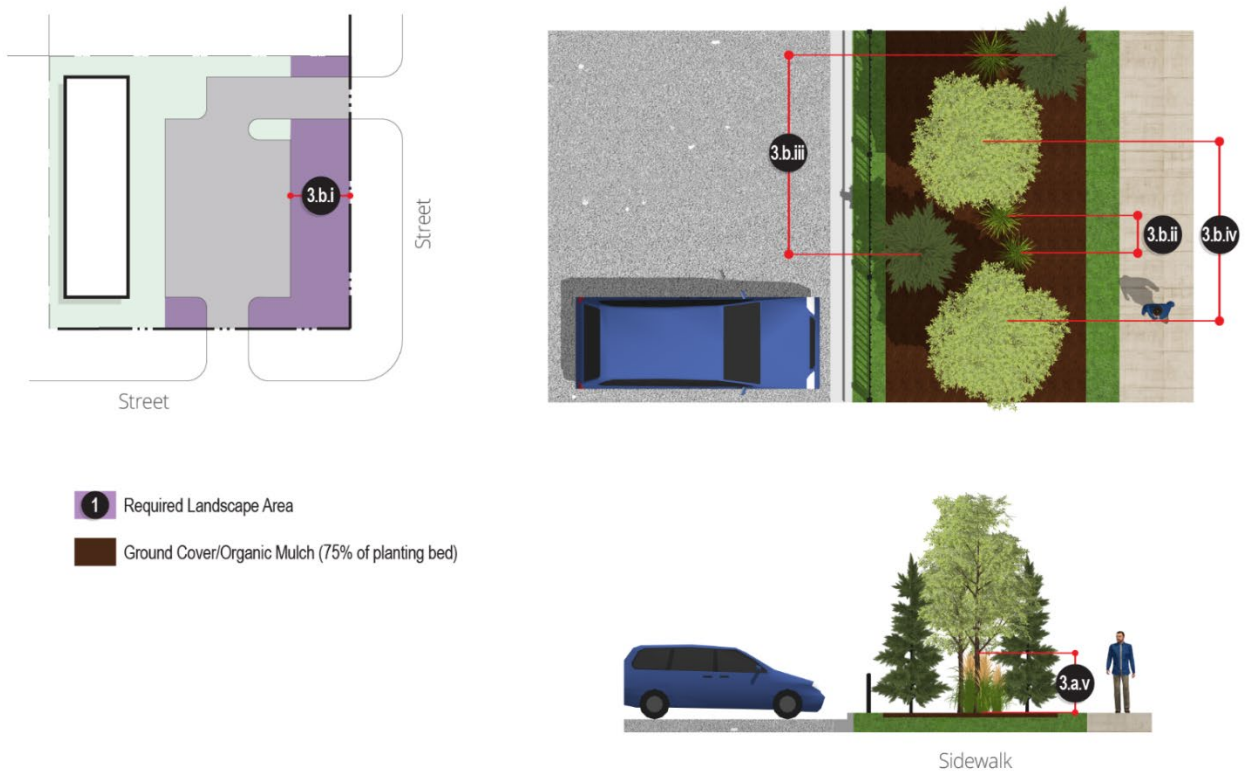 3.b.i
Street
Street
3.b.iii
3.b.ii
3.b.iv
1 Required Landscape Area
Ground Cover/Organic Mulch (75% of planting bed)
3.a.v
Sidewalk